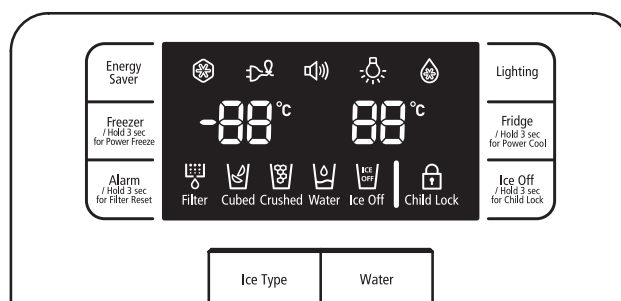 Energy
Saver
Lighting
-88°C
88°C
Freezer
/ Hold 3 sec
for Power Freeze
Fridge
/ Hold 3 sec
for Power Cool
Alarm
/ Hold 3 sec
for Filter Reset
ICE
OFF
Filter Cubed Crushed Water Ice Off Child Lock
Ice Off
/ Hold 3 sec
for Child Lock
Ice Type
Water